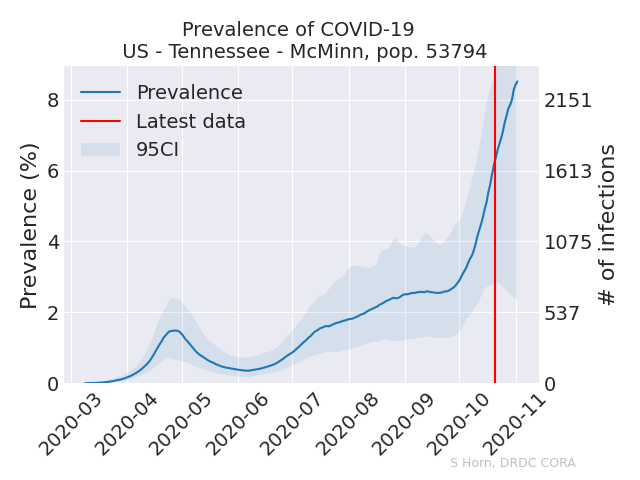 Prevalence of COVID-19
US - Tennessee - McMinn, pop. 53794
Prevalence
Latest data
95CI
Prevalence (%)
8
6
4
2
0
2151
1613
1075
537
0
# of infections
2020-03
2020-04
2020-05
2020-06
2020-07
2020-08
2020-09
2020-10
2020-11
S Horn, DRDC CORA